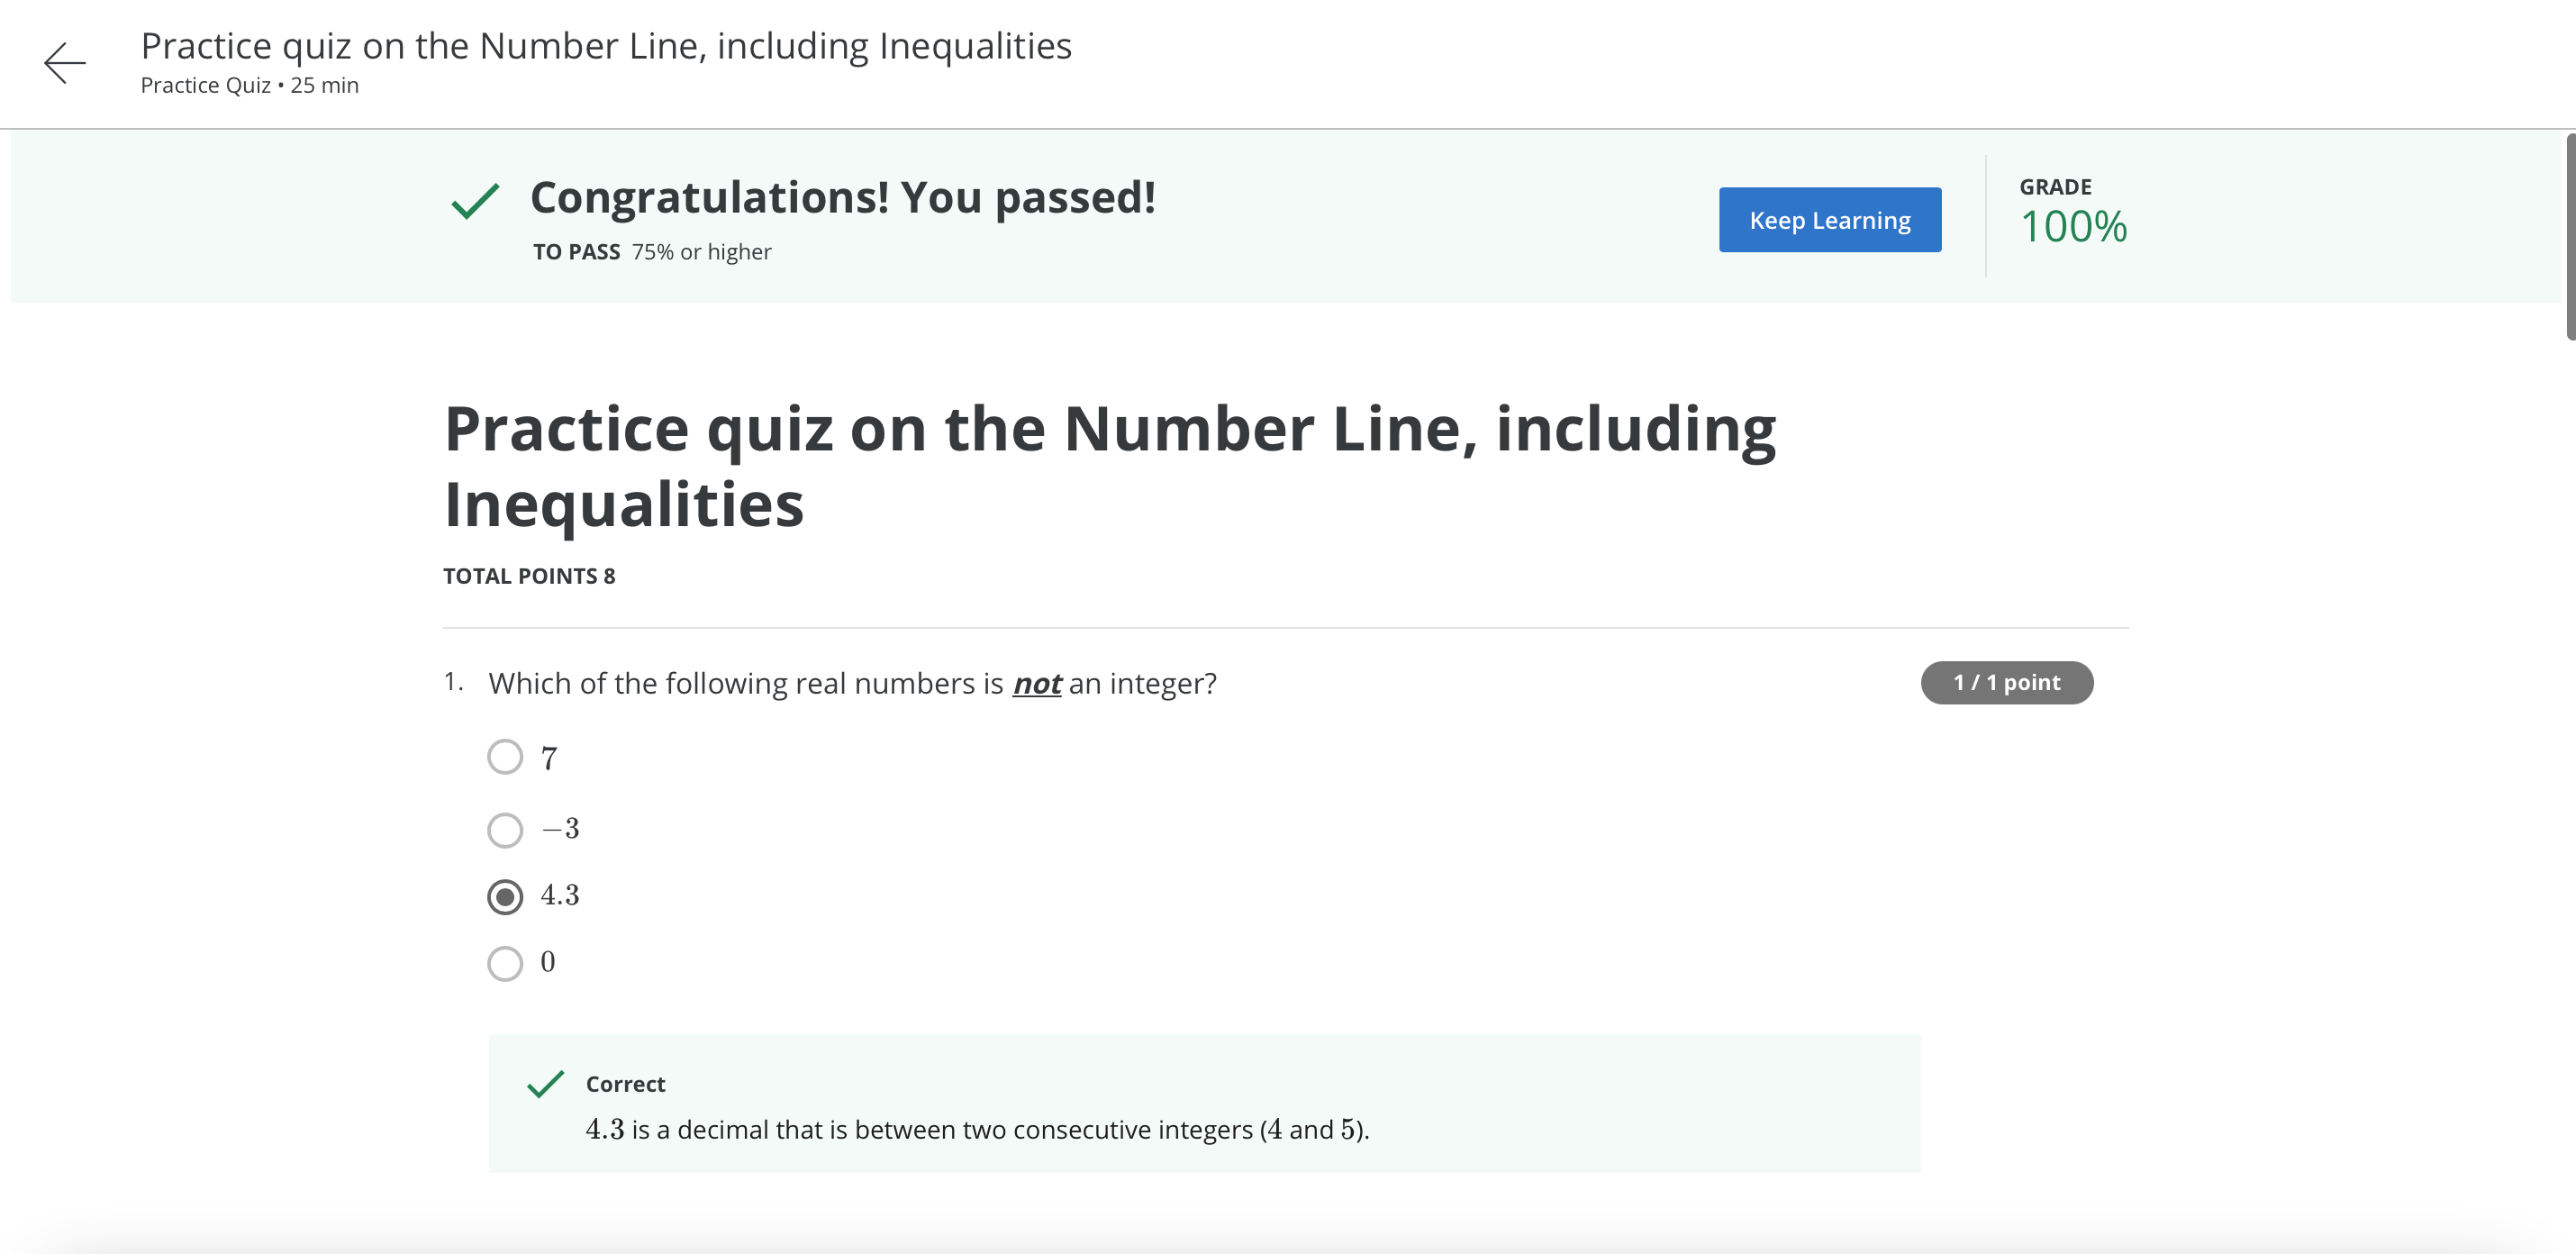 Practice quiz on the Number Line, including Inequalities
Practice Quiz • 25 min
Congratulations! You passed!
TO PASS 75% or higher
Keep Learning
GRADE
100%
Practice quiz on the Number Line, including
Inequalities
TOTAL POINTS 8
1. Which of the following real numbers is not an integer?
1 / 1 point
7
−3
4.3
0
Correct
4.3 is a decimal that is between two consecutive integers (4 and 5).